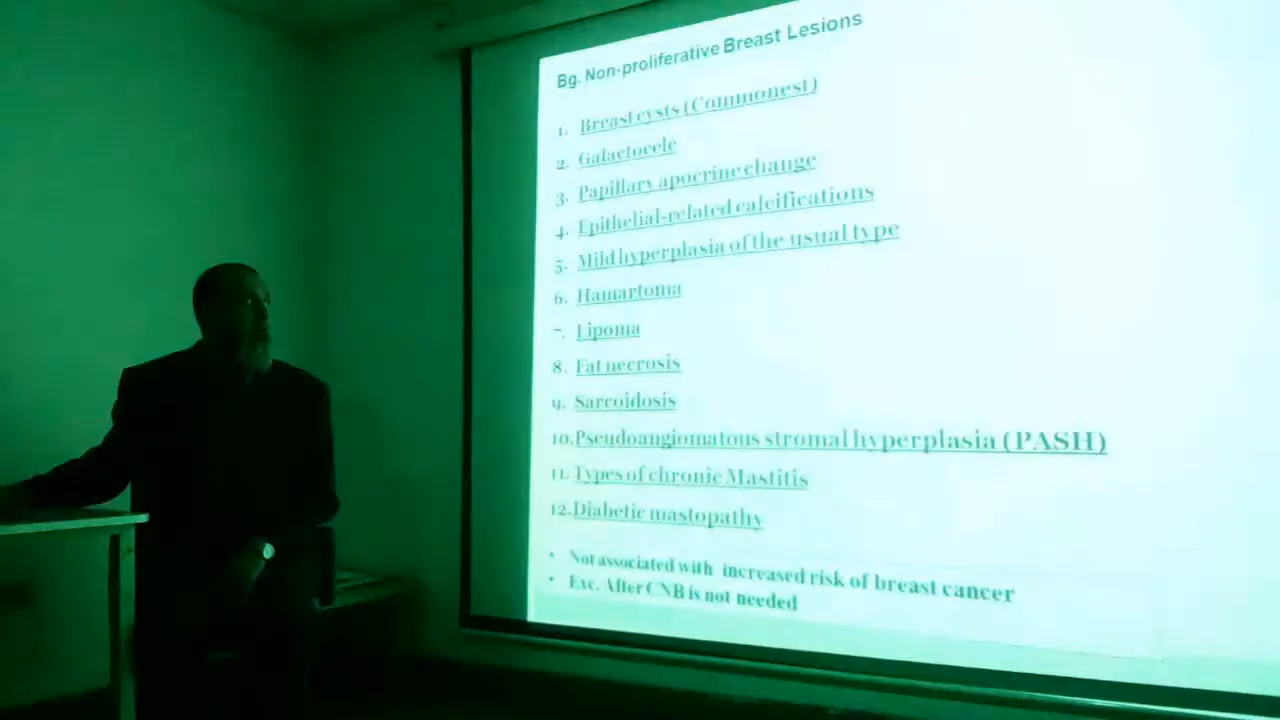 Bg. Non-proliferative Breast Lesions
1. Breast cysts (Commonest)
2. Galactocele
3. Papillary apocrine change
4. Epithelial-related calcifications
5. Mild hyperplasia of the usual type
6. Hamartoma
7. Lipoma
8. Fat necrosis
9. Sarcoidosis
10.Pseudoangiomatous stromal hyperplasia (PASH)
11. Types of chronic Mastitis
12.Diabetic mastopathy
• Not associated with increased risk of breast cancer
• Exc. After CNB is not needed